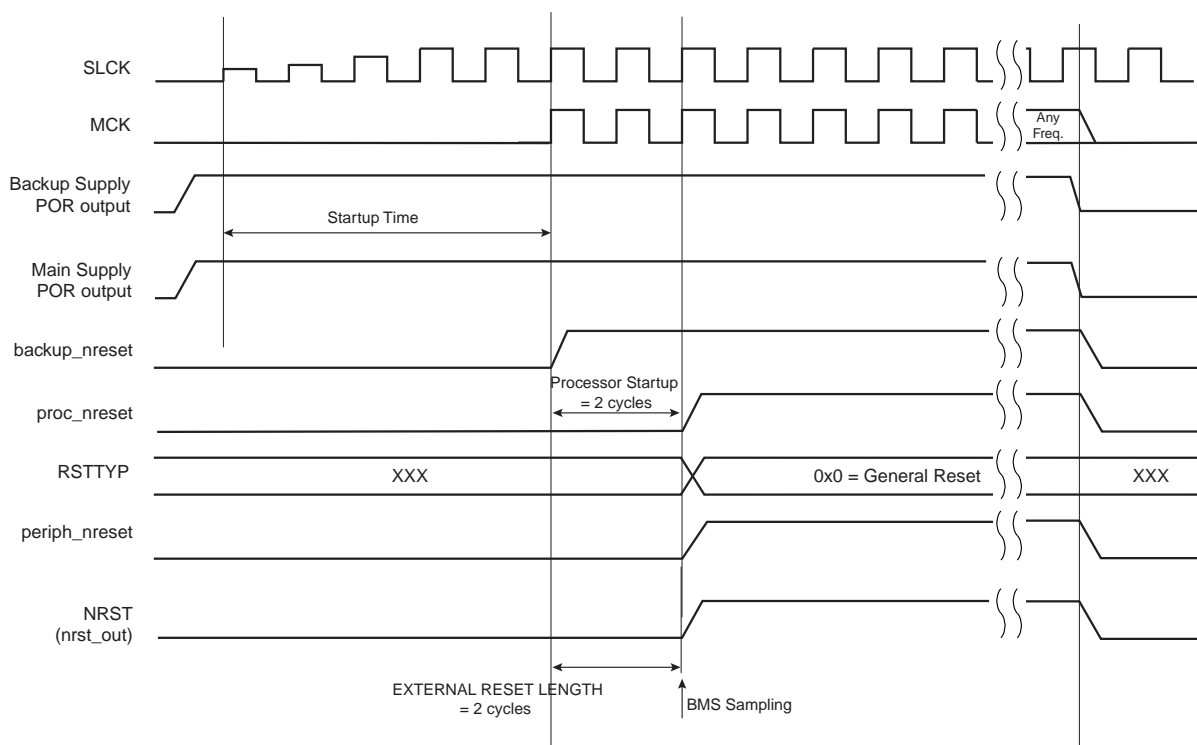 SLCK
MCK
Any
Freq.
Backup Supply
POR output
Startup Time
Main Supply
POR output
backup_nreset
Processor Startup
= 2 cycles
proc_nreset
RSTTYP
XXX
0x0 = General Reset
XXX
periph_nreset
NRST
(nrst_out)
EXTERNAL RESET LENGTH
= 2 cycles
BMS Sampling